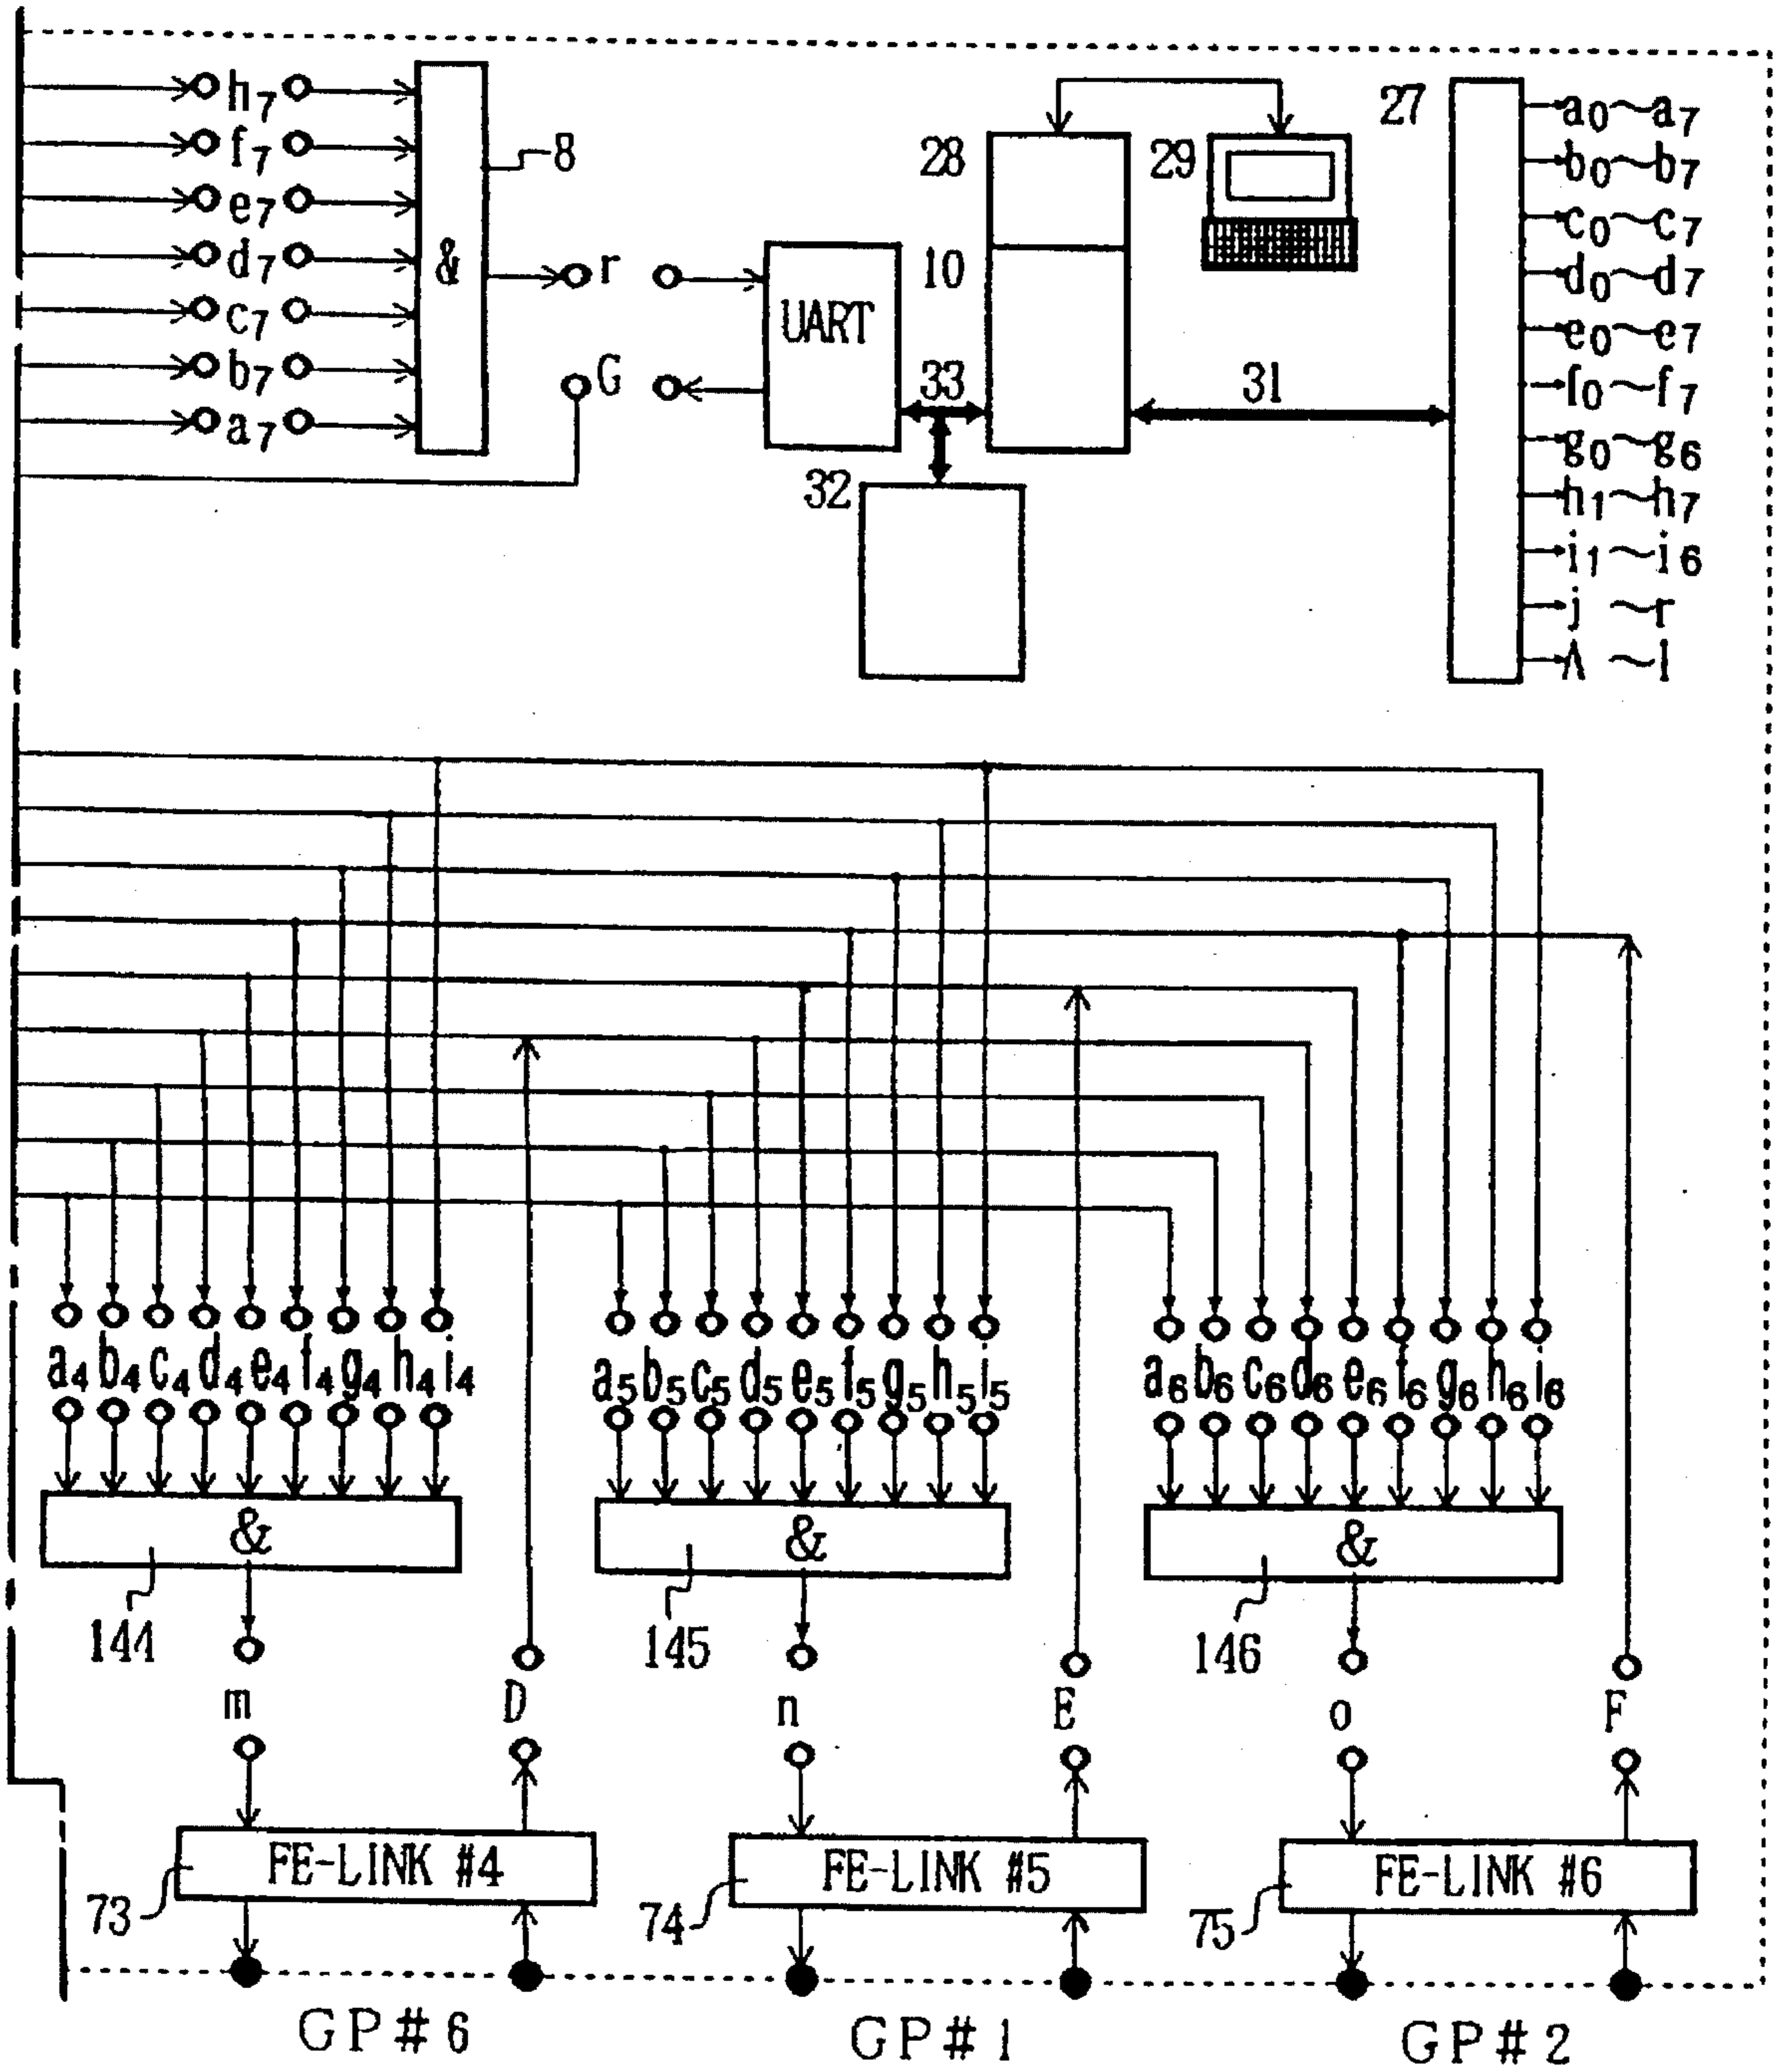 h7
f7
e7
d7
c7
b7
a7
&
8
r
G
UART
33
32
28
10
29
31
27
a0～a7
b0～b7
c0～c7
d0～d7
e0～e7
f0～f7
g0～g6
h1～h7
i1～i6
j ～r
A ～I
a4 b4 c4 d4 e4 f4 g4 h4 i4
a5 b5 c5 d5 e5 f5 g5 h5 i5
a6 b6 c6 d6 e6 f6 g6 h6 i6
& & &
144 145 146
m D n E o F
FE-LINK #4 FE-LINK #5 FE-LINK #6
73 74 75
GP#6 GP#1 GP#2